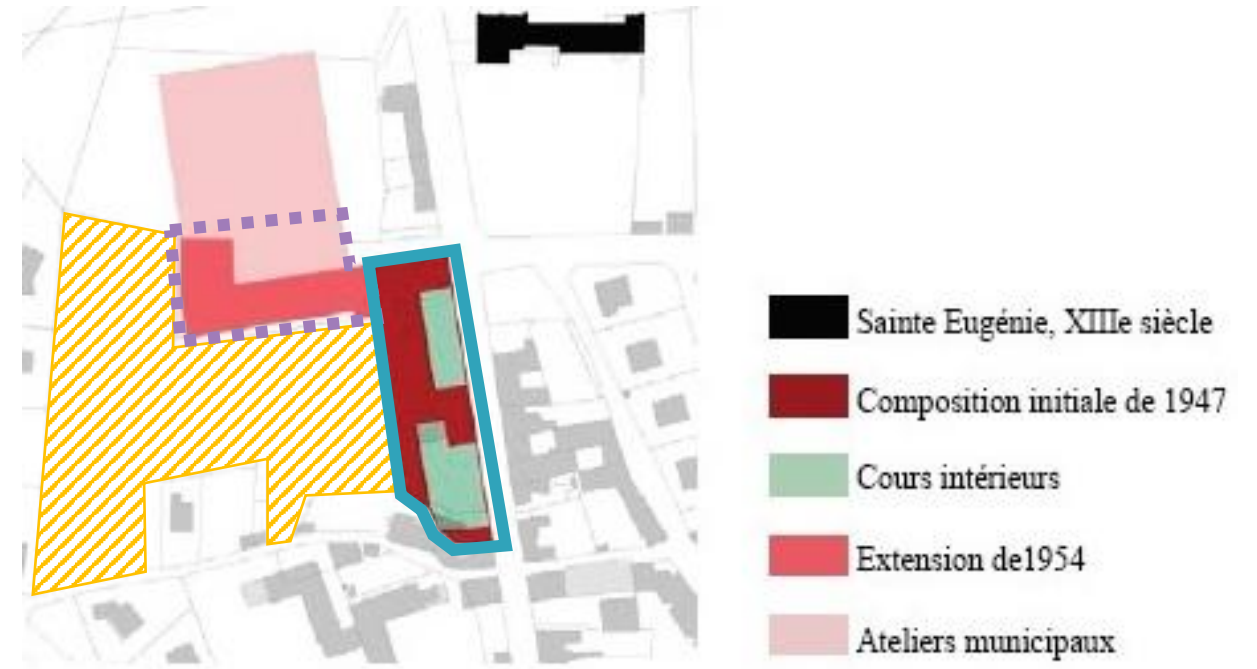 Sainte Eugénie, XIIIe siècle
Composition initiale de 1947
Cours intérieurs
Extension de1954
Ateliers municipaux